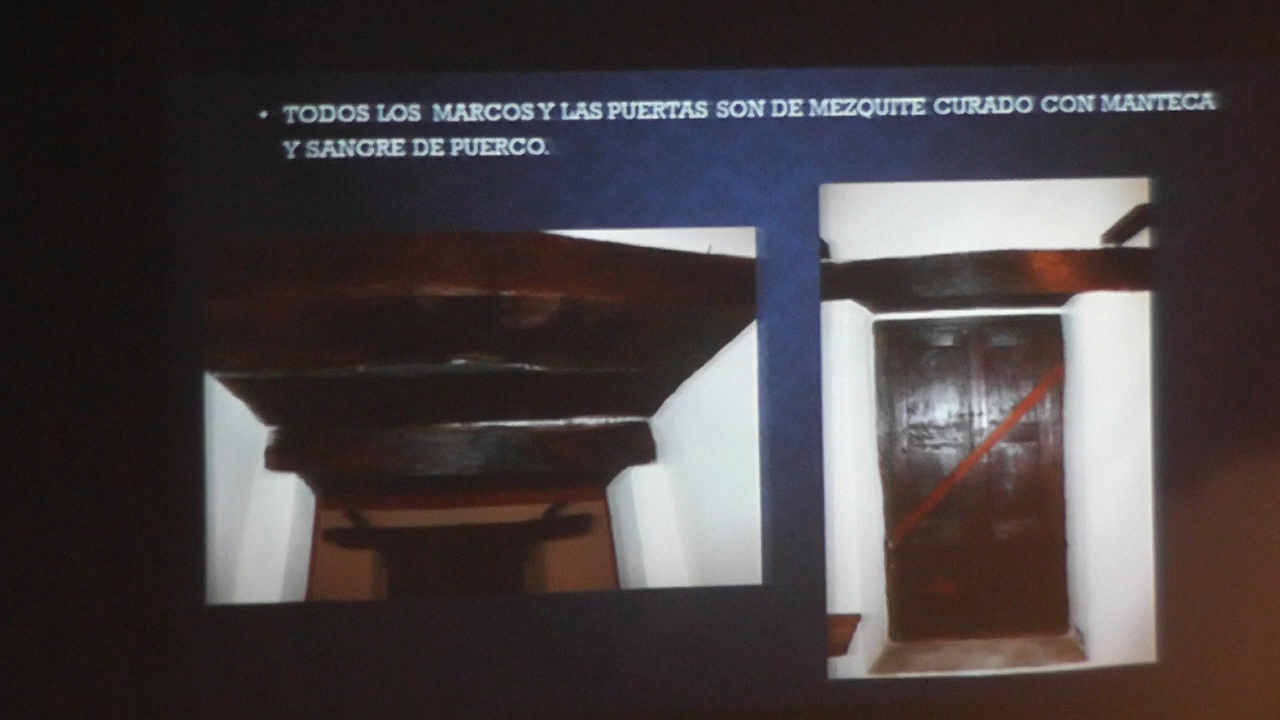 • TODOS LOS MARCOS Y LAS PUERTAS SON DE MEZQUITE CURADO CON MANTECA
Y SANGRE DE PUERCO.